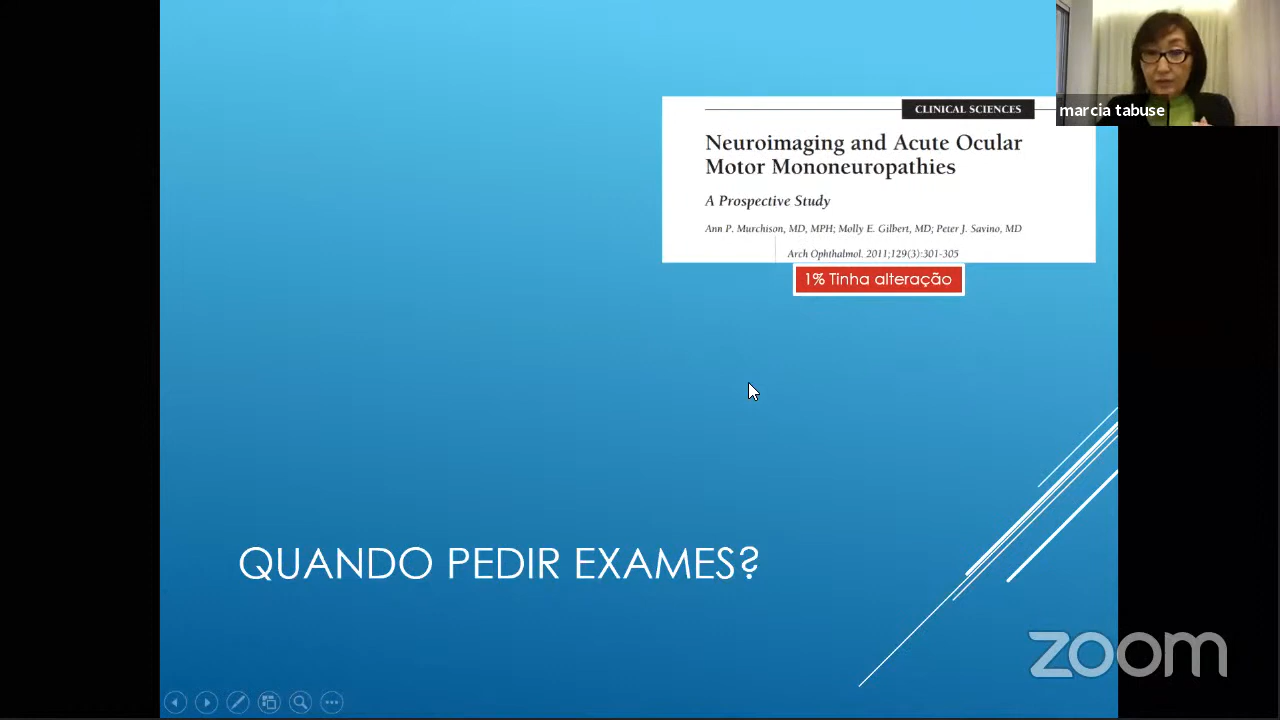 CLINICAL SCIENCES
marcia tabuse
Neuroimaging and Acute Ocular
Motor Mononeuropathies
A Prospective Study
Ann P. Murchison, MD, MPH; Molly E. Gilbert, MD; Peter J. Savino, MD
Arch Ophthalmol. 2011;129(3):301-305
1% Tinha alteração
QUANDO PEDIR EXAMES?
zoom